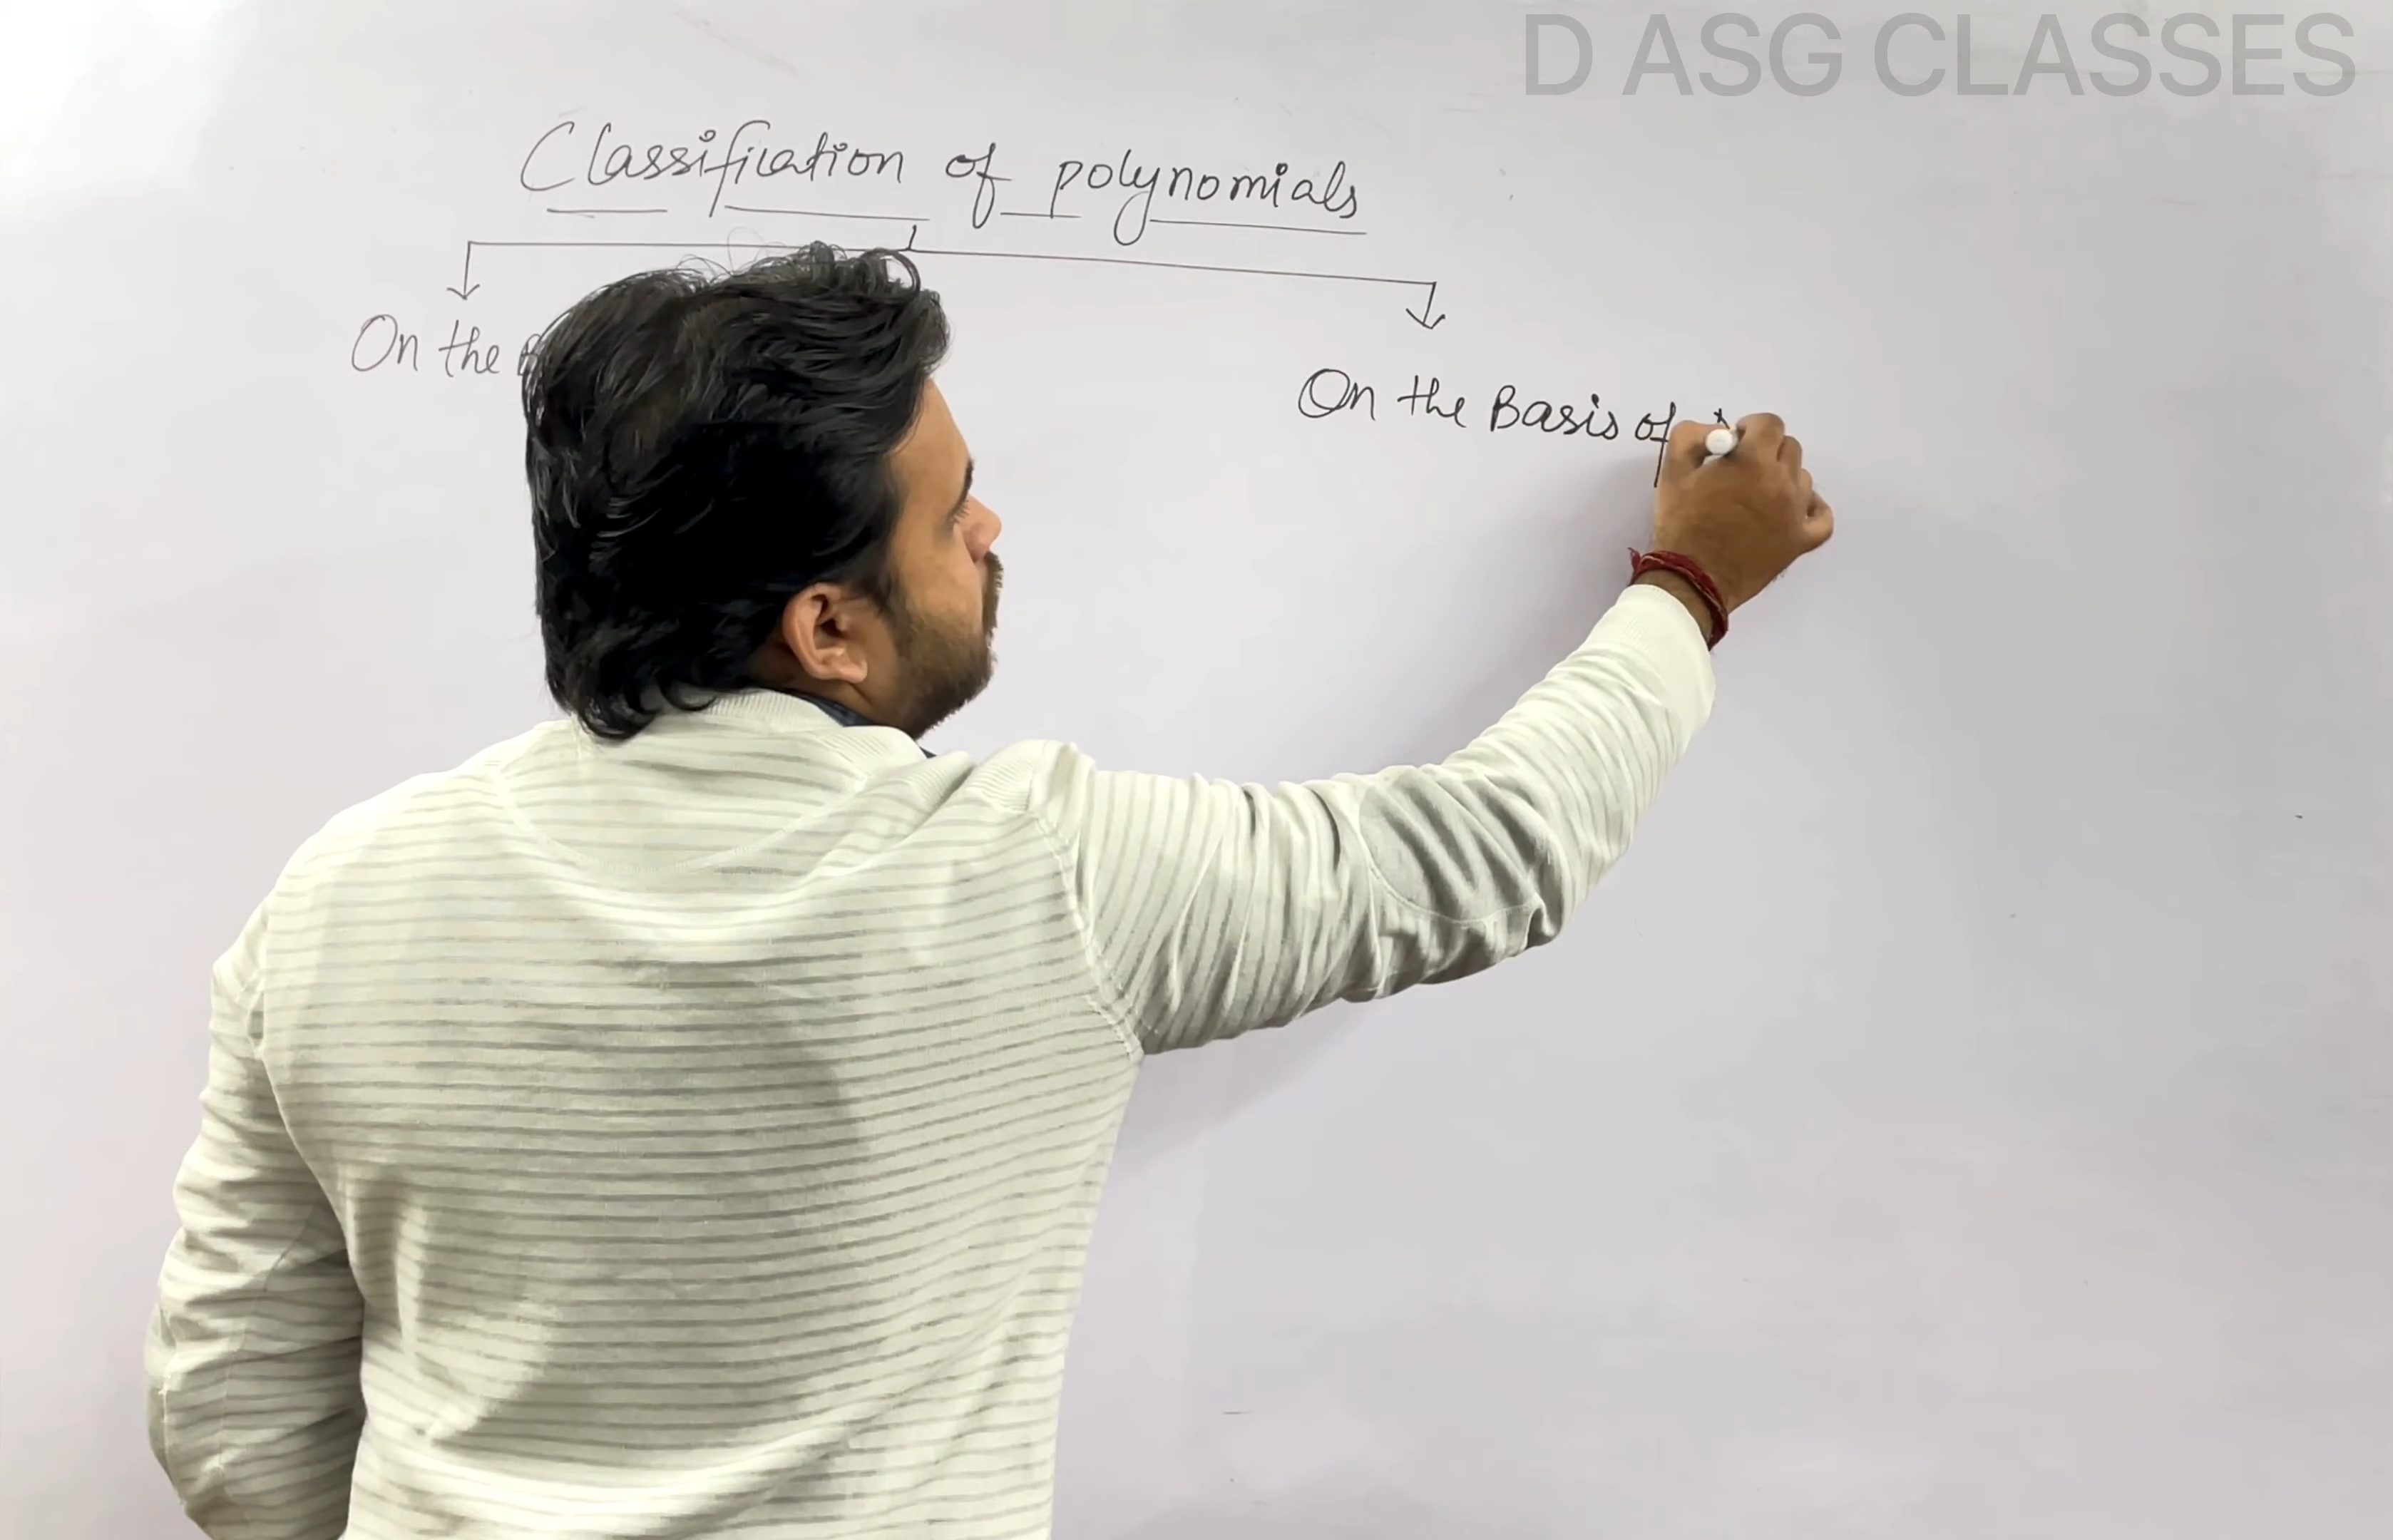 D ASG CLASSES
Classification of polynomials
On the
On the Basis of